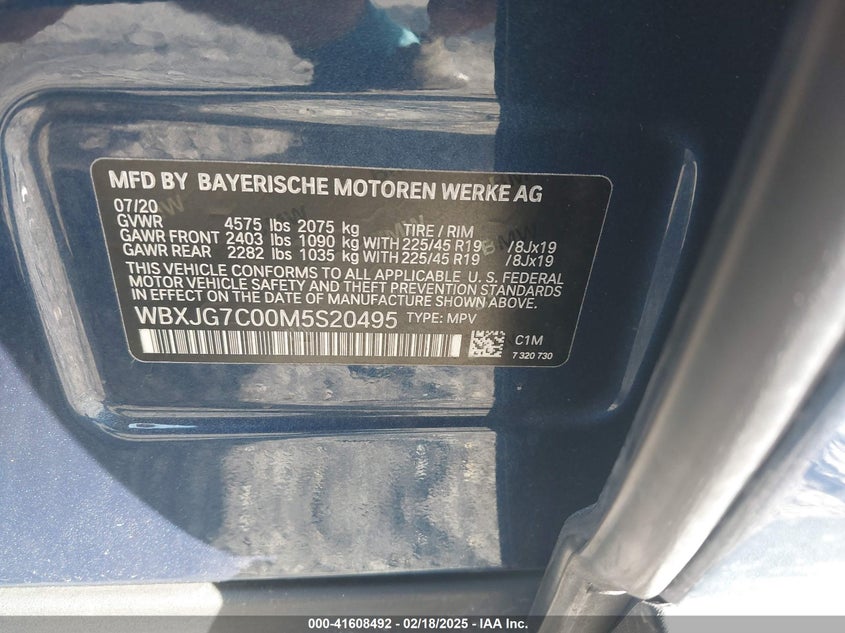 MFD BY BAYERISCHE MOTOREN WERKE AG
07/20
GVWR 4575 lbs 2075 kg TIRE / RIM
GAWR FRONT 2403 lbs 1090 kg WITH 225/45 R19 /8Jx19
GAWR REAR 2282 lbs 1035 kg WITH 225/45 R19 /8Jx19
THIS VEHICLE CONFORMS TO ALL APPLICABLE U. S. FEDERAL
MOTOR VEHICLE SAFETY AND THEFT PREVENTION STANDARDS
IN EFFECT ON THE DATE OF MANUFACTURE SHOWN ABOVE.
WBXJG7C00M5S20495 TYPE: MPV
C1M
7 320 730
000-41608492 — 02/18/2025 — IAA Inc.